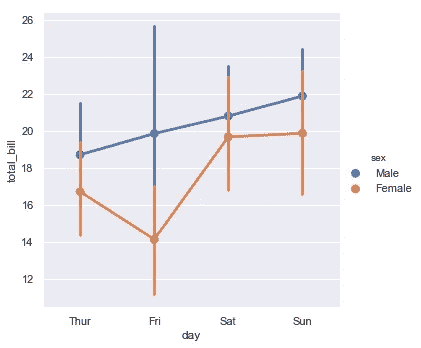 26
24
22
20
18
16
14
12
total_bill
Thur Fri Sat Sun
day
sex
Male
Female